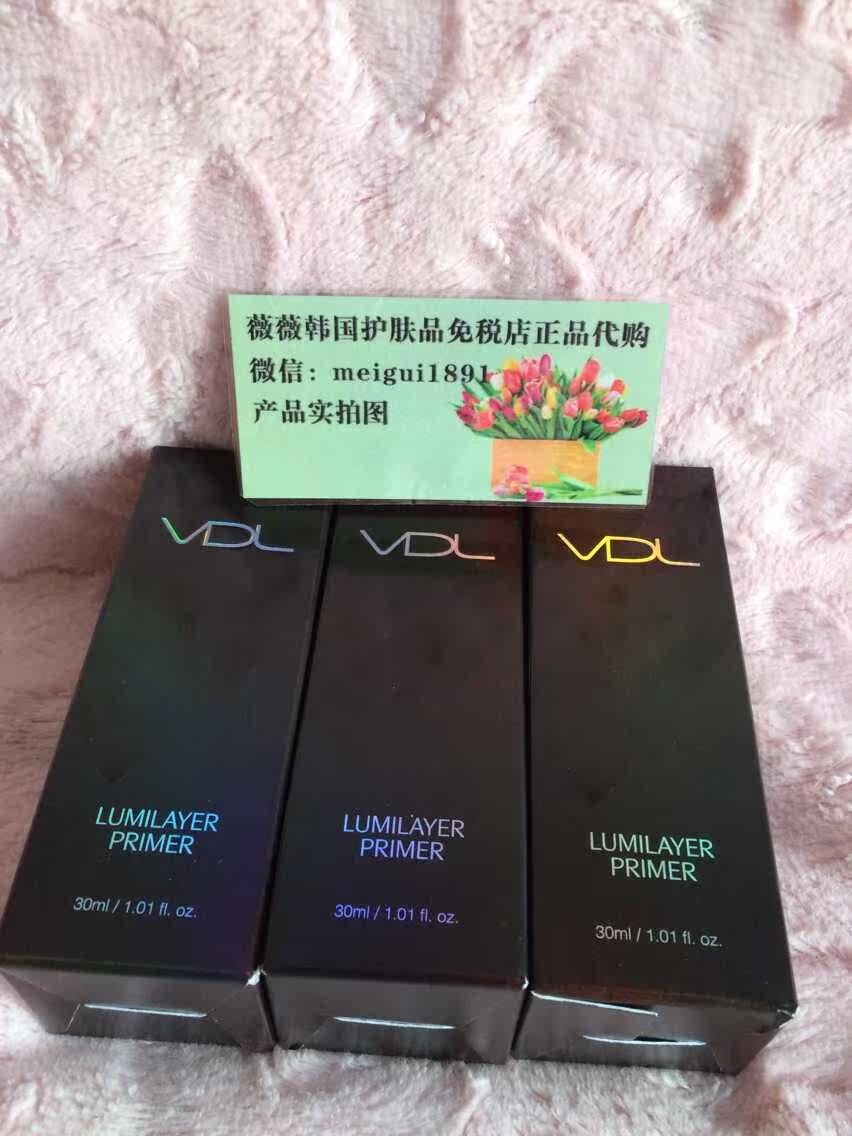 薇薇韩国护肤品免税店正品代购
微信: meigui1891
产品实拍图
VDL
LUMILAYER
PRIMER
30ml / 1.01 fl. oz.
VDL
LUMILAYER
PRIMER
30ml / 1.01 fl. oz.
VDL
LUMILAYER
PRIMER
30ml / 1.01 fl. oz.